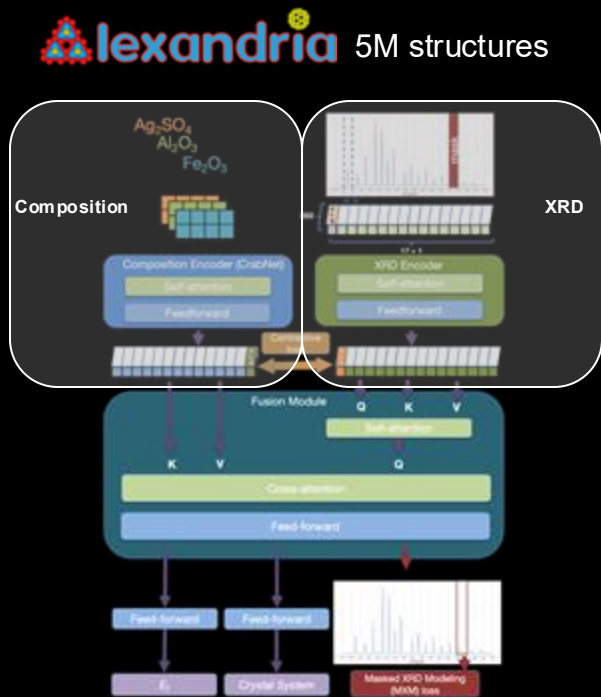 Alexandria 5M structures
Ag₂SO₄
Al₂O₃
Fe₂O₃
mask
Composition
XRD
Composition Encoder (CrabNet)
XRD Encoder
Self-attention
Self-attention
Feedforward
Feedforward
Contrastive
Fusion Module
Q K V
Self-attention
K V Q
Cross-attention
Feed-forward
Feed-forward
Feed-forward
Crystal System
Masked XRD Modeling
(MXM) loss